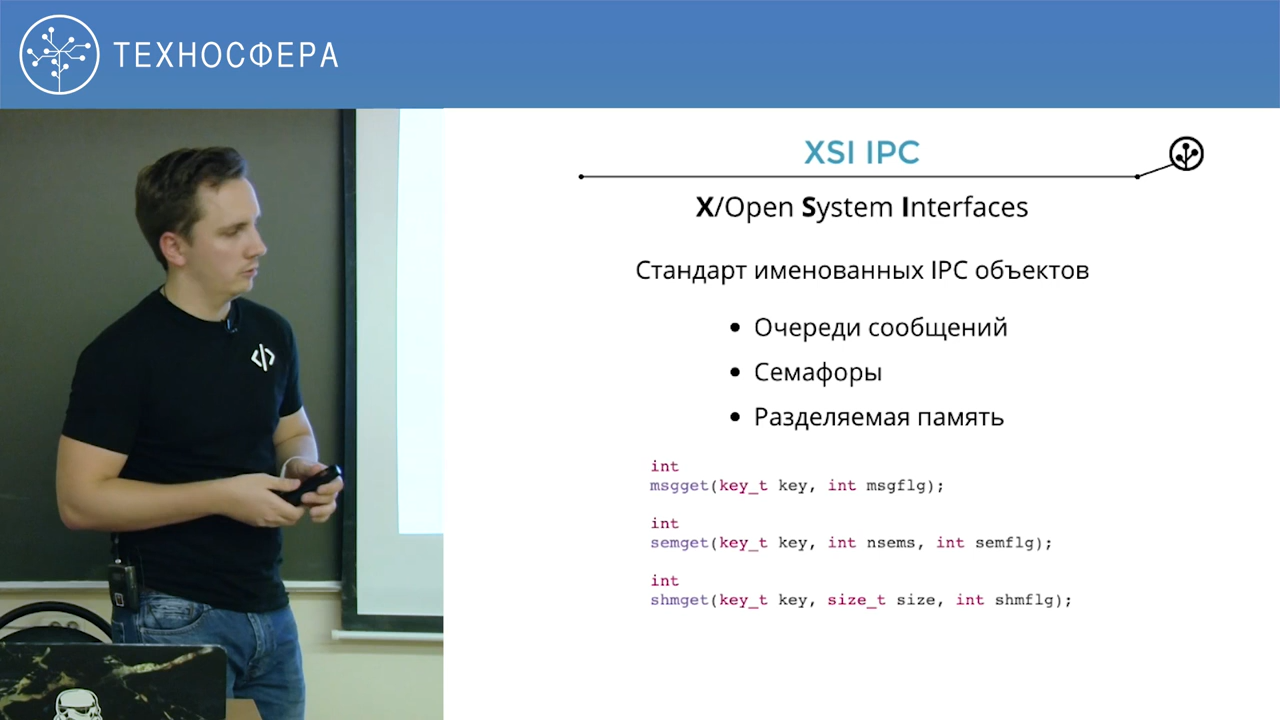 ТЕХНОСФЕРА
XSI IPC
X/Open System Interfaces
Стандарт именованных IPC объектов
• Очереди сообщений
• Семафоры
• Разделяемая память
int
msgget(key_t key, int msgflg);
int
semget(key_t key, int nsems, int semflg);
int
shmget(key_t key, size_t size, int shmflg);